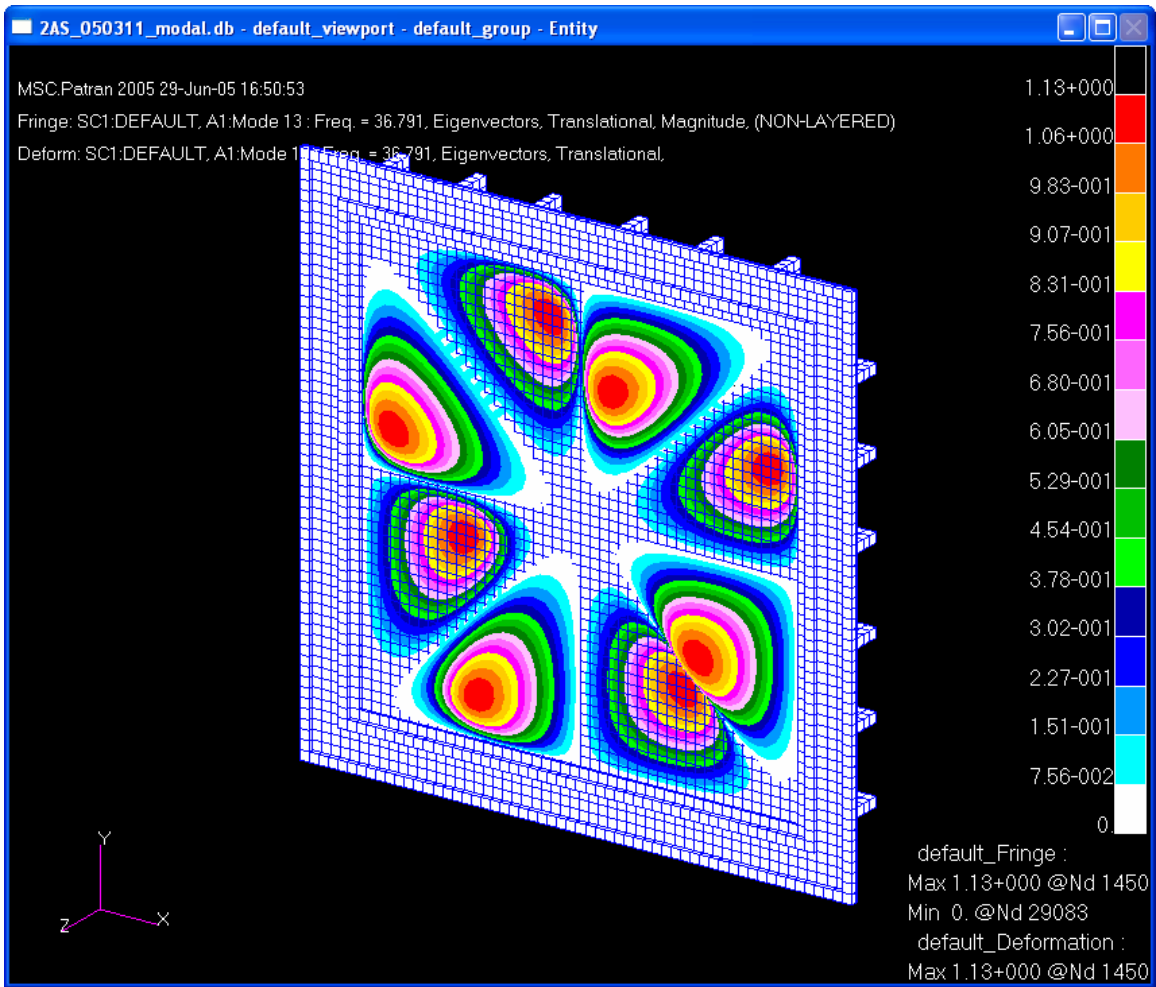 2AS_050311_modal.db - default_viewport - default_group - Entity
MSC.Patran 2005 29-Jun-05 16:50:53
Fringe: SC1:DEFAULT, A1:Mode 13 : Freq. = 36.791, Eigenvectors, Translational, Magnitude, (NON-LAYERED)
Deform: SC1:DEFAULT, A1:Mode 1 Freq. = 36.791, Eigenvectors, Translational,
1.13+000
1.06+000
9.83-001
9.07-001
8.31-001
7.56-001
6.80-001
6.05-001
5.29-001
4.54-001
3.78-001
3.02-001
2.27-001
1.51-001
7.56-002
0.
default_Fringe :
Max 1.13+000 @Nd 1450
Min 0. @Nd 29083
default_Deformation :
Max 1.13+000 @Nd 1450
Y
Z
X